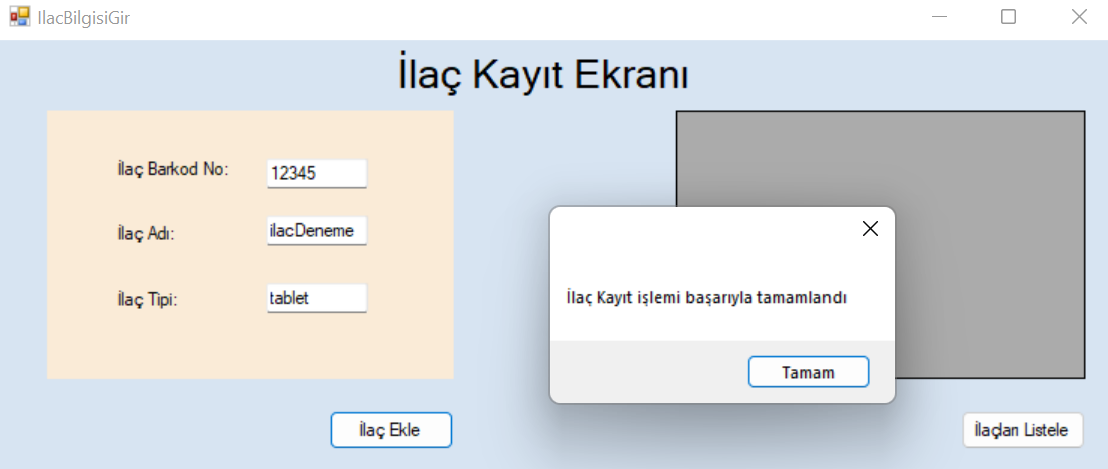 IlacBilgisiGir
İlaç Kayıt Ekranı
İlaç Barkod No:
12345
İlaç Adı:
ilacDeneme
İlaç Tipi:
tablet
İlaç Kayıt işlemi başarıyla tamamlandı
Tamam
İlaç Ekle
İlaçları Listele